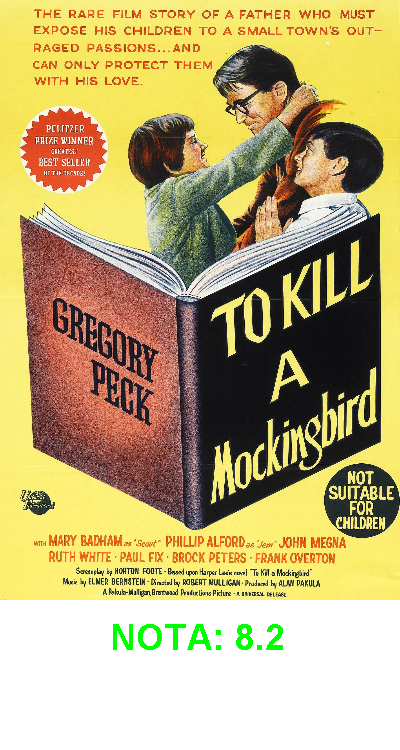 THE RARE FILM STORY OF A FATHER WHO MUST
EXPOSE HIS CHILDREN TO A SMALL TOWN'S OUT-
RAGED PASSIONS...AND
CAN ONLY PROTECT THEM
WITH HIS LOVE.
PULITZER
PRIZE WINNER
GREATEST
BEST SELLER
OF THE DECADE!
GREGORY
PECK
TO KILL
A
Mockingbird
NOT
SUITABLE
FOR
CHILDREN
WITH MARY BADHAM as "Scout" PHILLIP ALFORD as "Jem" JOHN MEGNA
RUTH WHITE · PAUL FIX · BROCK PETERS · FRANK OVERTON
Screenplay by HORTON FOOTE · Based upon Harper Lee's novel "To Kill a Mockingbird"
Music by ELMER BERNSTEIN · Directed by ROBERT MULLIGAN · Produced by ALAN PAKULA
A Pakula-Mulligan, Brentwood Productions Picture · A UNIVERSAL RELEASE
NOTA: 8.2